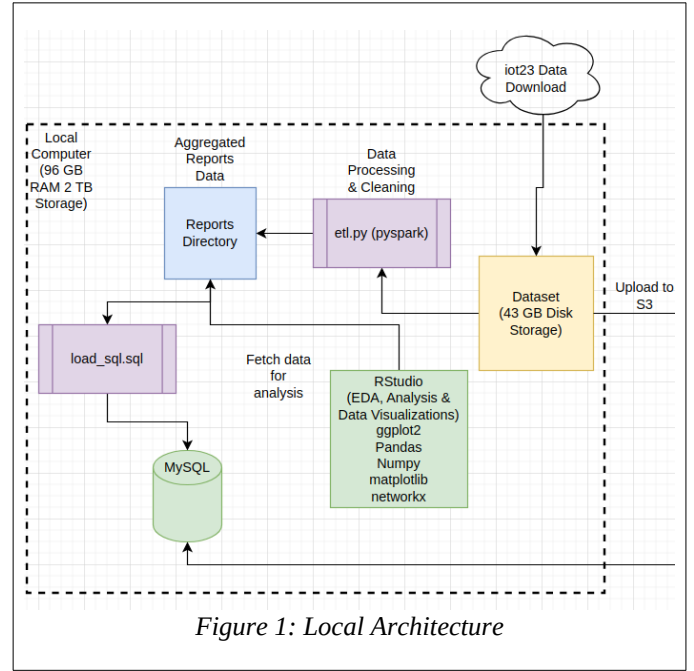 iot23 Data
Download
Local
Computer
(96 GB
RAM 2 TB
Storage)
Aggregated
Reports
Data
Data
Processing
& Cleaning
Reports
Directory
etl.py (pyspark)
Dataset
(43 GB Disk
Storage)
Upload to
S3
load_sql.sql
Fetch data
for
analysis
RStudio
(EDA, Analysis &
Data Visualizations)
ggplot2
Pandas
Numpy
matplotlib
networkx
MySQL
Figure 1: Local Architecture